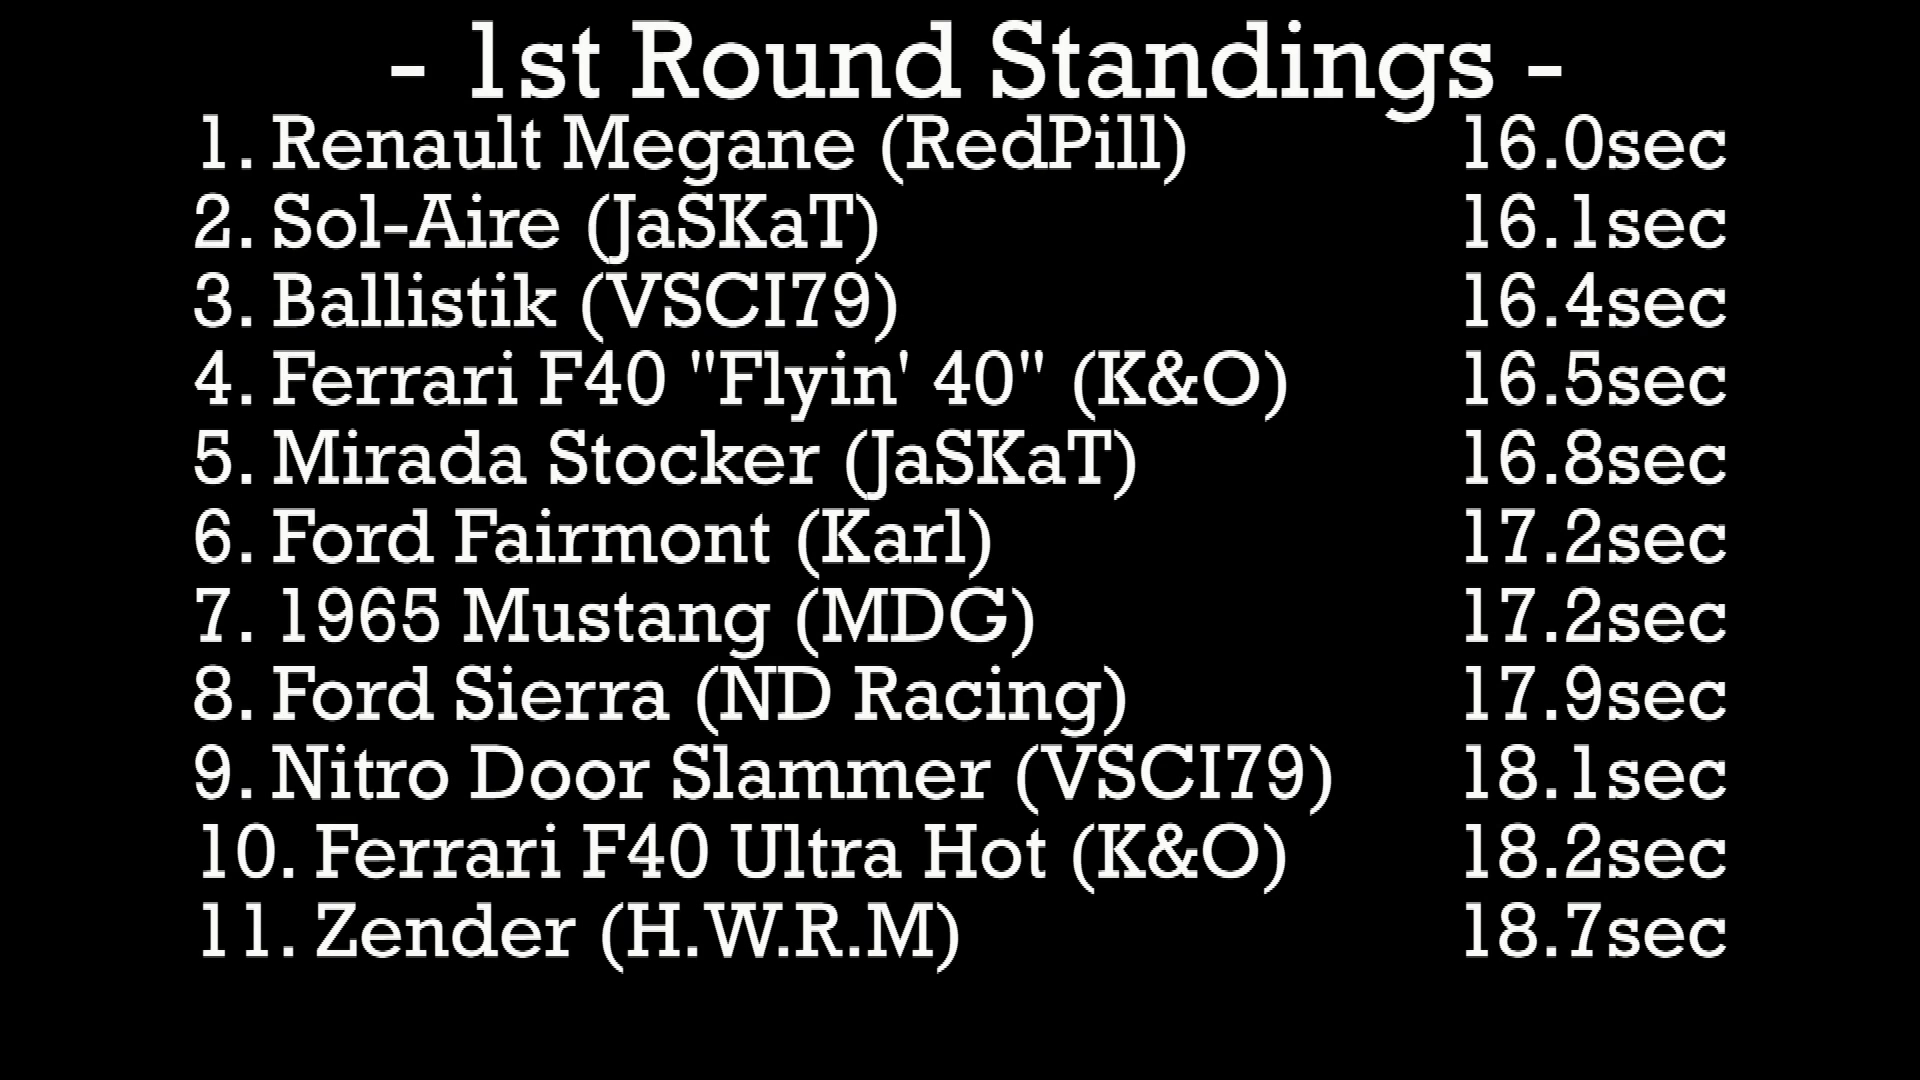 - 1st Round Standings -
1. Renault Megane (RedPill) 16.0sec
2. Sol-Aire (JaSKaT) 16.1sec
3. Ballistik (VSCI79) 16.4sec
4. Ferrari F40 "Flyin' 40" (K&O) 16.5sec
5. Mirada Stocker (JaSKaT) 16.8sec
6. Ford Fairmont (Karl) 17.2sec
7. 1965 Mustang (MDG) 17.2sec
8. Ford Sierra (ND Racing) 17.9sec
9. Nitro Door Slammer (VSCI79) 18.1sec
10. Ferrari F40 Ultra Hot (K&O) 18.2sec
11. Zender (H.W.R.M) 18.7sec